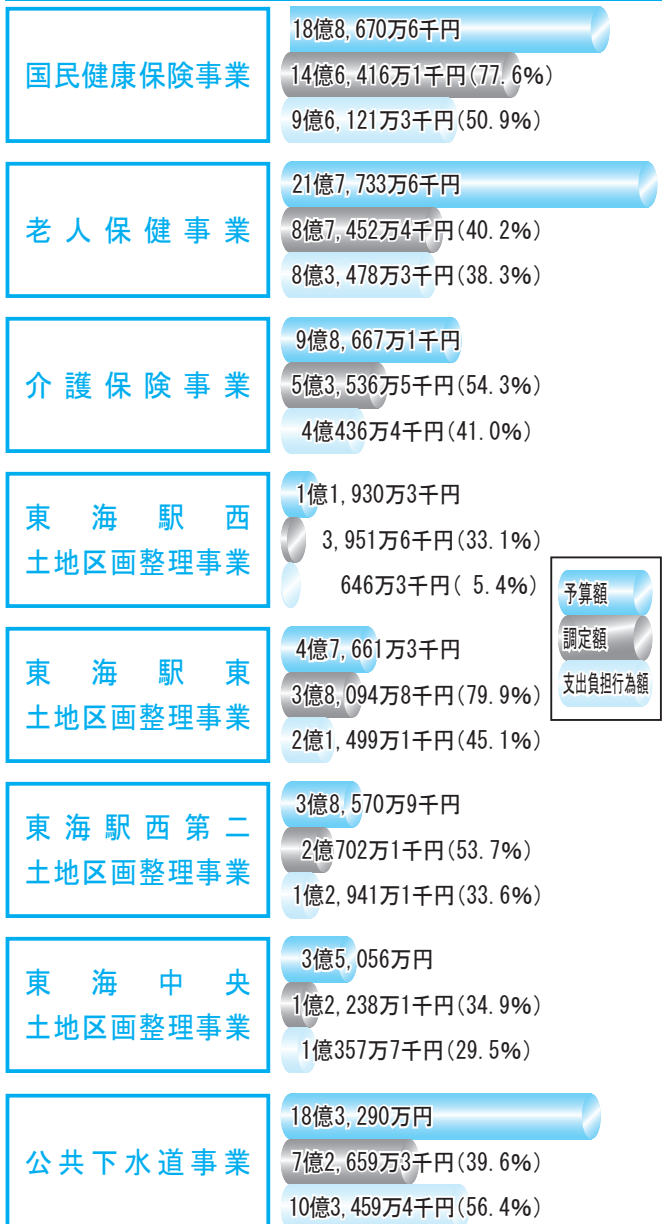 国民健康保険事業
18億8,670万6千円
14億6,416万1千円(77.6%)
9億6,121万3千円(50.9%)
老人保健事業
21億7,733万6千円
8億7,452万4千円(40.2%)
8億3,478万3千円(38.3%)
介護保険事業
9億8,667万1千円
5億3,536万5千円(54.3%)
4億436万4千円(41.0%)
東海駅西
土地区画整理事業
1億1,930万3千円
3,951万6千円(33.1%)
646万3千円( 5.4%)
予算額
調定額
支出負担行為額
東海駅東
土地区画整理事業
4億7,661万3千円
3億8,094万8千円(79.9%)
2億1,499万1千円(45.1%)
東海駅西第二
土地区画整理事業
3億8,570万9千円
2億702万1千円(53.7%)
1億2,941万1千円(33.6%)
東海中央
土地区画整理事業
3億5,056万円
1億2,238万1千円(34.9%)
1億357万7千円(29.5%)
公共下水道事業
18億3,290万円
7億2,659万3千円(39.6%)
10億3,459万4千円(56.4%)